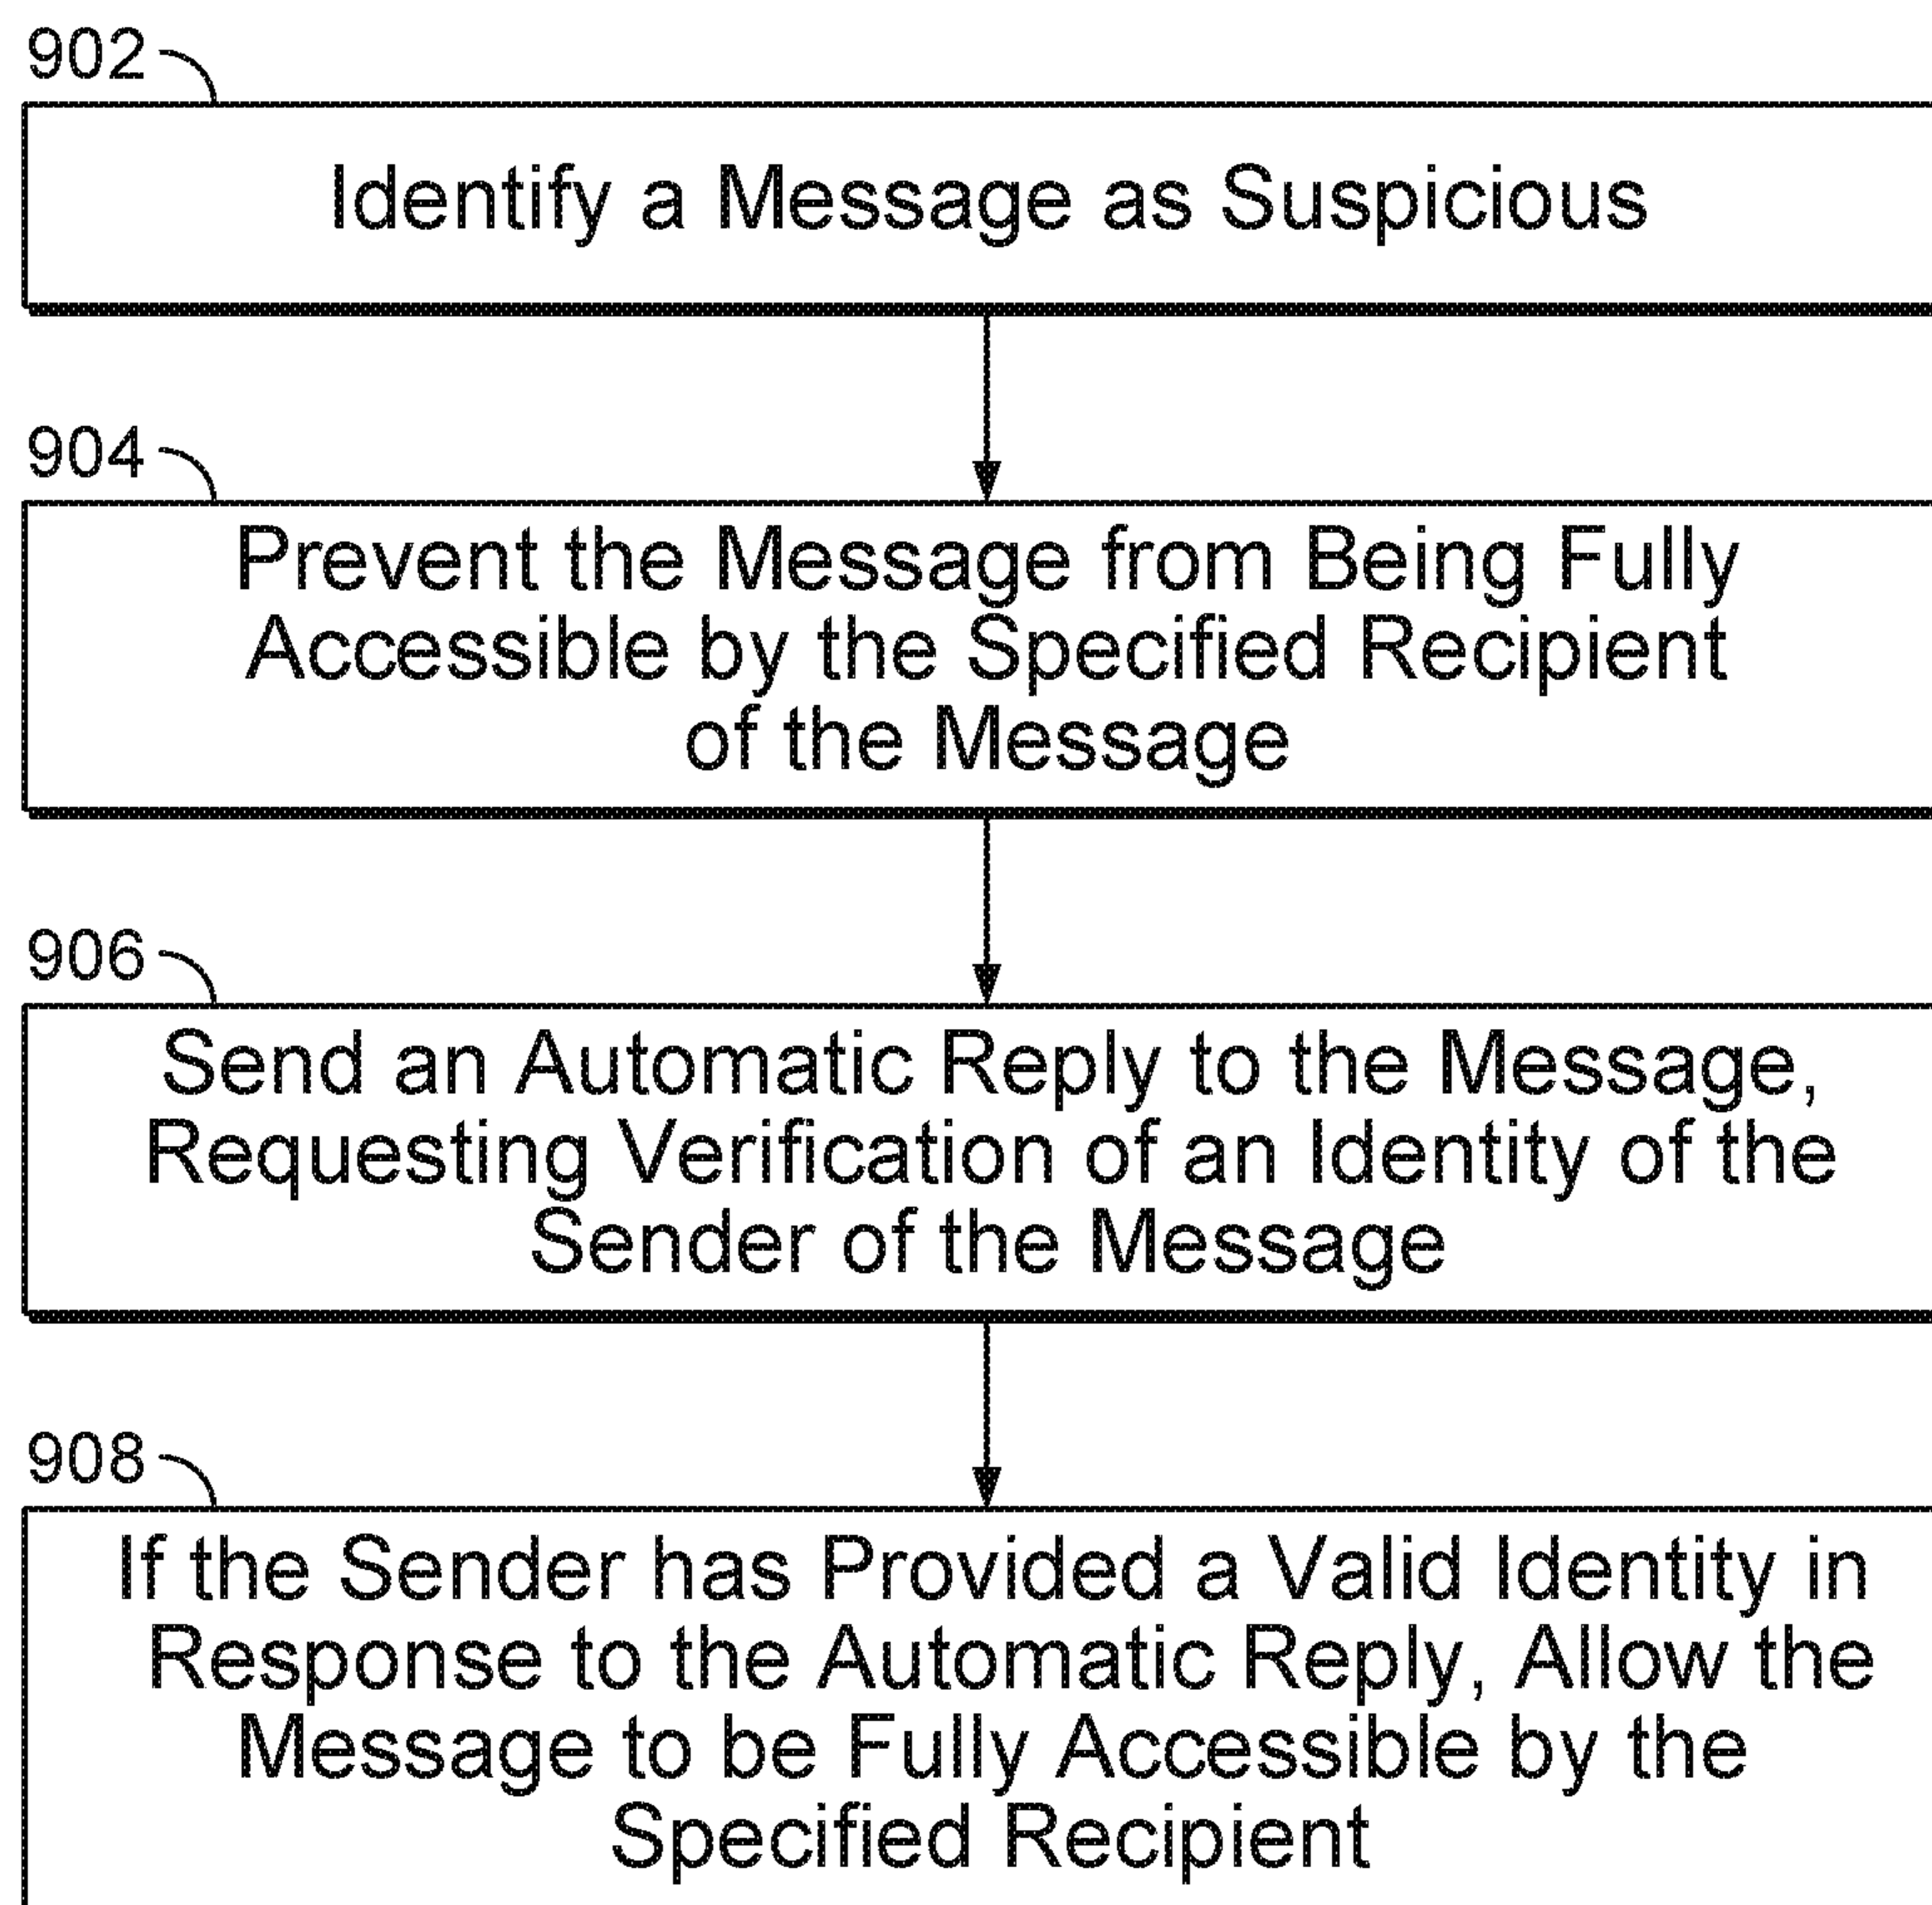 902
Identify a Message as Suspicious
904
Prevent the Message from Being Fully
Accessible by the Specified Recipient
of the Message
906
Send an Automatic Reply to the Message,
Requesting Verification of an Identity of the
Sender of the Message
908
If the Sender has Provided a Valid Identity in
Response to the Automatic Reply, Allow the
Message to be Fully Accessible by the
Specified Recipient